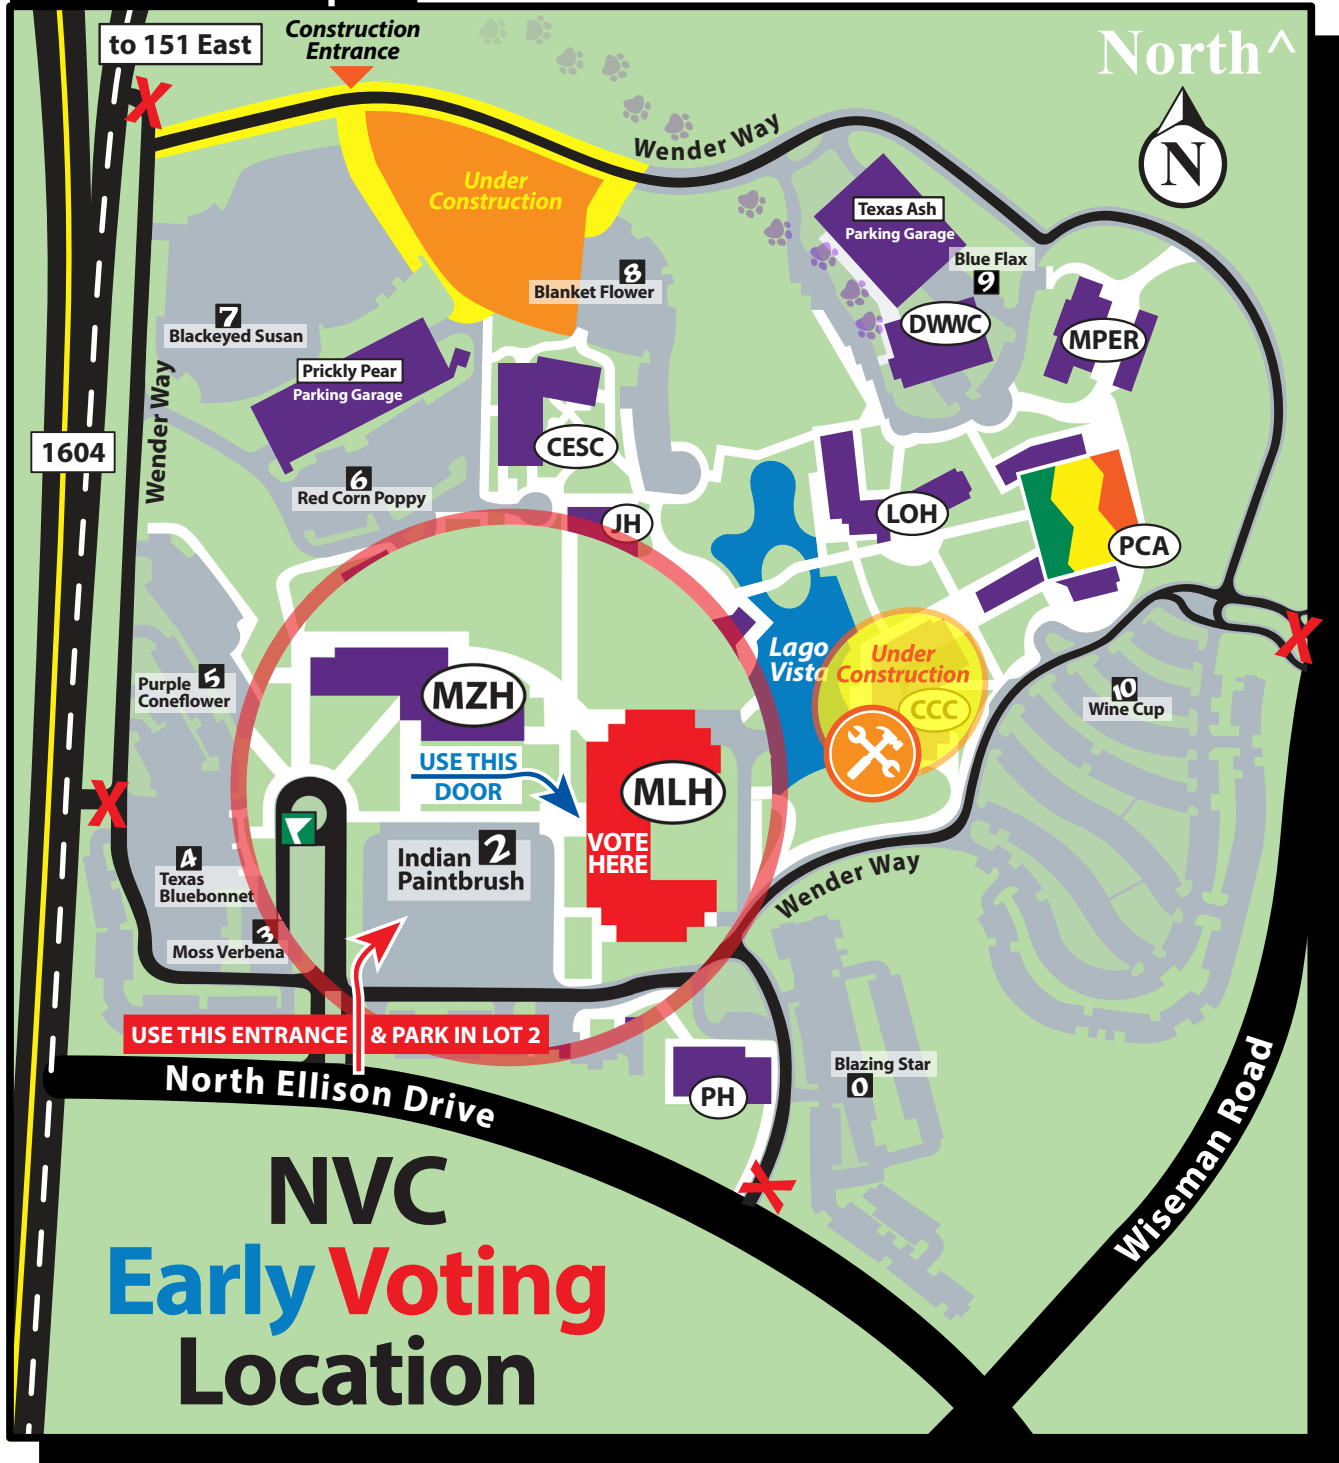 to 151 East
Construction
Entrance
North^
N
Wender Way
X
Under
Construction
Texas Ash
Parking Garage
Blue Flax
9
8
Blanket Flower
DWWC
MPER
7
Blackeyed Susan
Prickly Pear
Parking Garage
Wender Way
1604
CESC
6
Red Corn Poppy
JH
LOH
PCA
X
Lago
Vista
Under
Construction
CCC
5
Purple
Coneflower
MZH
10
Wine Cup
USE THIS
DOOR
MLH
X
VOTE
HERE
Indian
Paintbrush
2
4
Texas
Bluebonnet
3
Moss Verbena
Wender Way
USE THIS ENTRANCE & PARK IN LOT 2
North Ellison Drive
PH
Blazing Star
0
X
Wiseman Road
NVC
Early Voting
Location